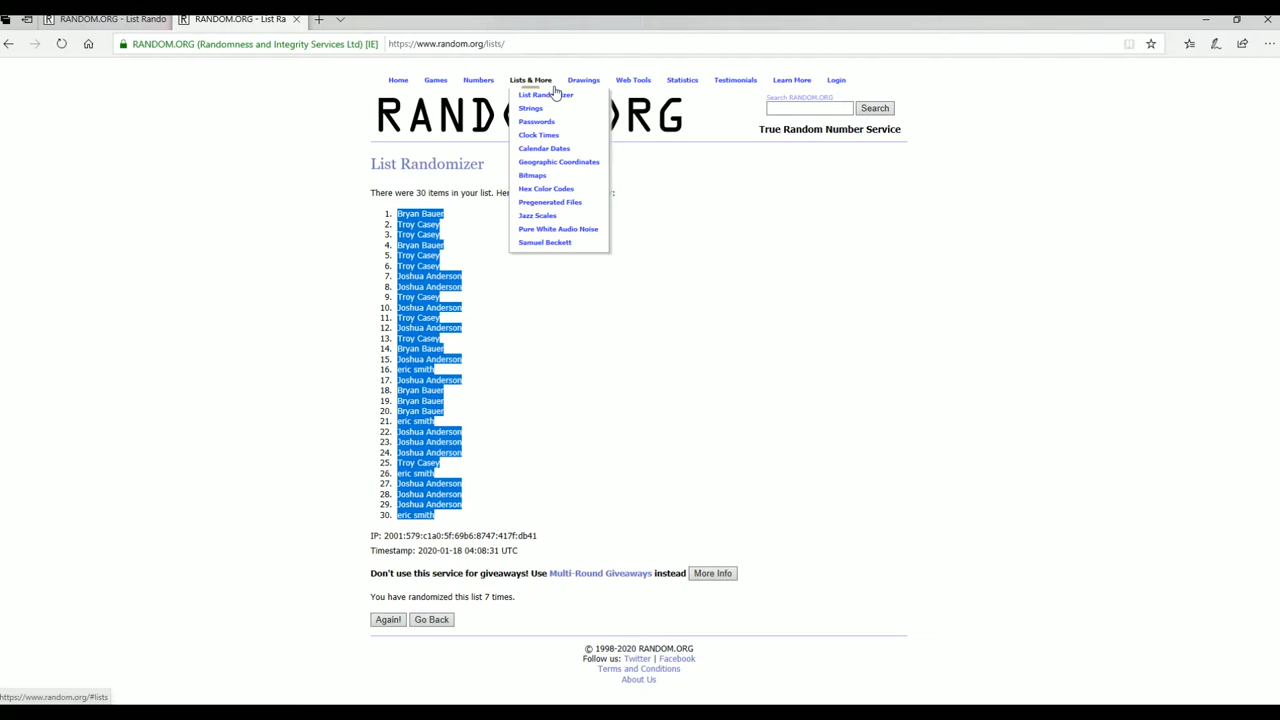 RANDOM.ORG - List Rando
RANDOM.ORG - List Ra
RANDOM.ORG (Randomness and Integrity Services Ltd) [IE]
https://www.random.org/lists/
Home Games Numbers Lists & More Drawings Web Tools Statistics Testimonials Learn More Login
List Randomizer
Strings
Passwords
Clock Times
Calendar Dates
Geographic Coordinates
Bitmaps
Hex Color Codes
Pregenerated Files
Jazz Scales
Pure White Audio Noise
Samuel Beckett
RAND ORG
Search RANDOM.ORG
Search
True Random Number Service
List Randomizer
There were 30 items in your list. Her :
1. Bryan Bauer
2. Troy Casey
3. Troy Casey
4. Bryan Bauer
5. Troy Casey
6. Troy Casey
7. Joshua Anderson
8. Joshua Anderson
9. Troy Casey
10. Joshua Anderson
11. Troy Casey
12. Joshua Anderson
13. Troy Casey
14. Bryan Bauer
15. Joshua Anderson
16. eric smith
17. Joshua Anderson
18. Bryan Bauer
19. Bryan Bauer
20. Bryan Bauer
21. eric smith
22. Joshua Anderson
23. Joshua Anderson
24. Joshua Anderson
25. Troy Casey
26. eric smith
27. Joshua Anderson
28. Joshua Anderson
29. Joshua Anderson
30. eric smith
IP: 2001:579:c1a0:5f:69b6:8747:417f:db41
Timestamp: 2020-01-18 04:08:31 UTC
Don't use this service for giveaways! Use Multi-Round Giveaways instead More Info
You have randomized this list 7 times.
Again! Go Back
© 1998-2020 RANDOM.ORG
Follow us: Twitter | Facebook
Terms and Conditions
About Us
https://www.random.org/#lists